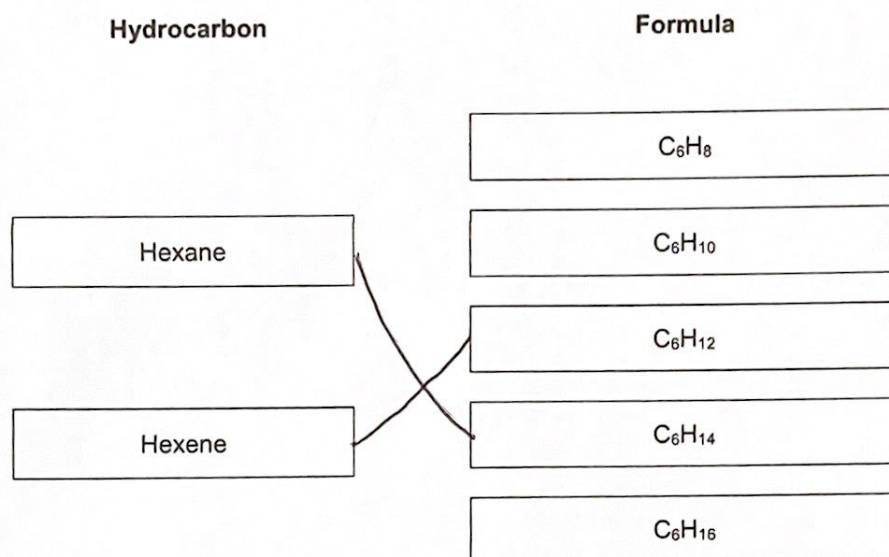 Hydrocarbon
Formula
C₆H₈
Hexane
C₆H₁₀
C₆H₁₂
Hexene
C₆H₁₄
C₆H₁₆